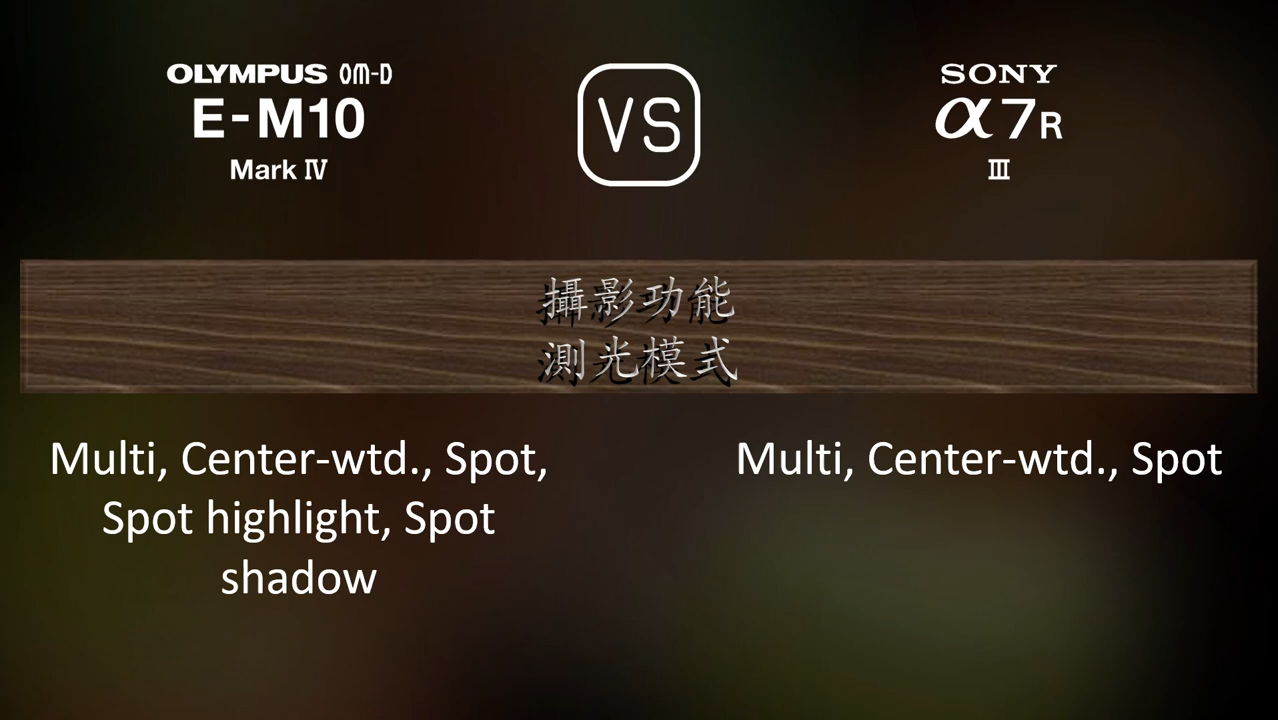 OLYMPUS OM-D
E-M10
Mark IV
VS
SONY
α7R
III
攝影功能
測光模式
Multi, Center-wtd., Spot,
Spot highlight, Spot
shadow
Multi, Center-wtd., Spot